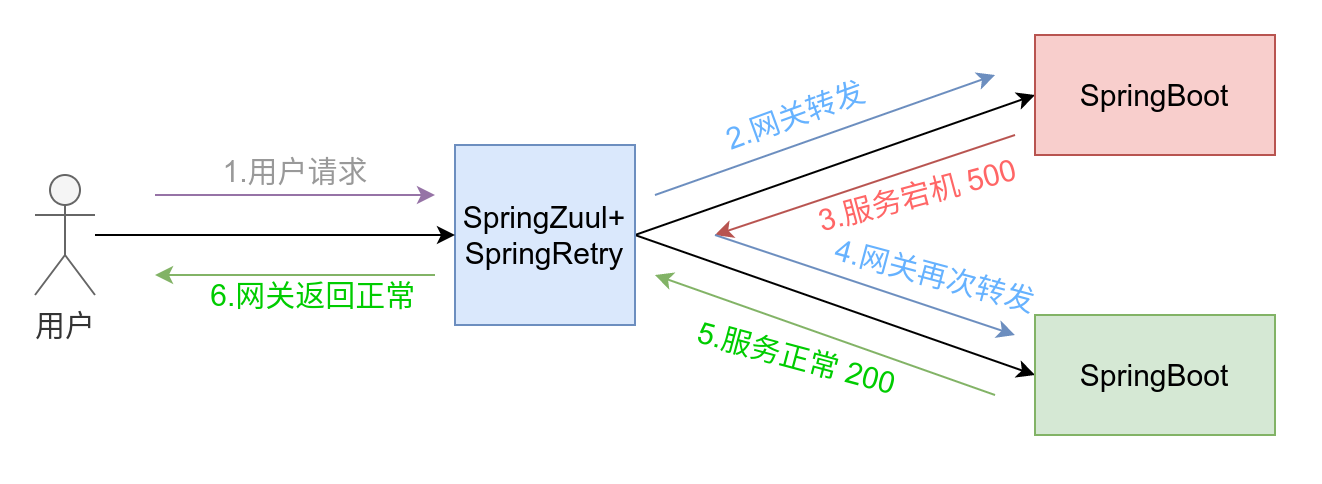 1.用户请求
6.网关返回正常
用户
SpringZuul+
SpringRetry
2.网关转发
3.服务宕机 500
4.网关再次转发
5.服务正常 200
SpringBoot
SpringBoot